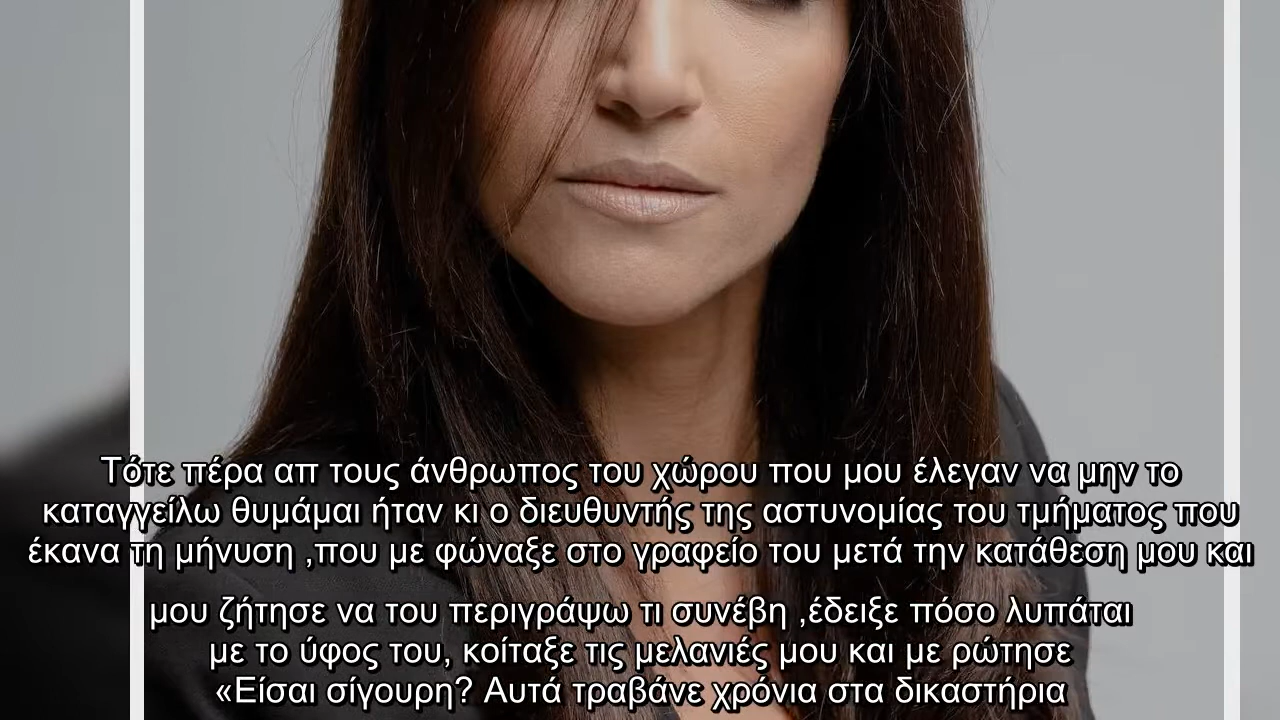 Τότε πέρα απ τους άνθρωπος του χώρου που μου έλεγαν να μην το
καταγγείλω θυμάμαι ήταν κι ο διευθυντής της αστυνομίας του τμήματος που
έκανα τη μήνυση ,που με φώναξε στο γραφείο του μετά την κατάθεση μου και
μου ζήτησε να του περιγράψω τι συνέβη ,έδειξε πόσο λυπάται
με το ύφος του, κοίταξε τις μελανιές μου και με ρώτησε
«Είσαι σίγουρη? Αυτά τραβάνε χρόνια στα δικαστήρια